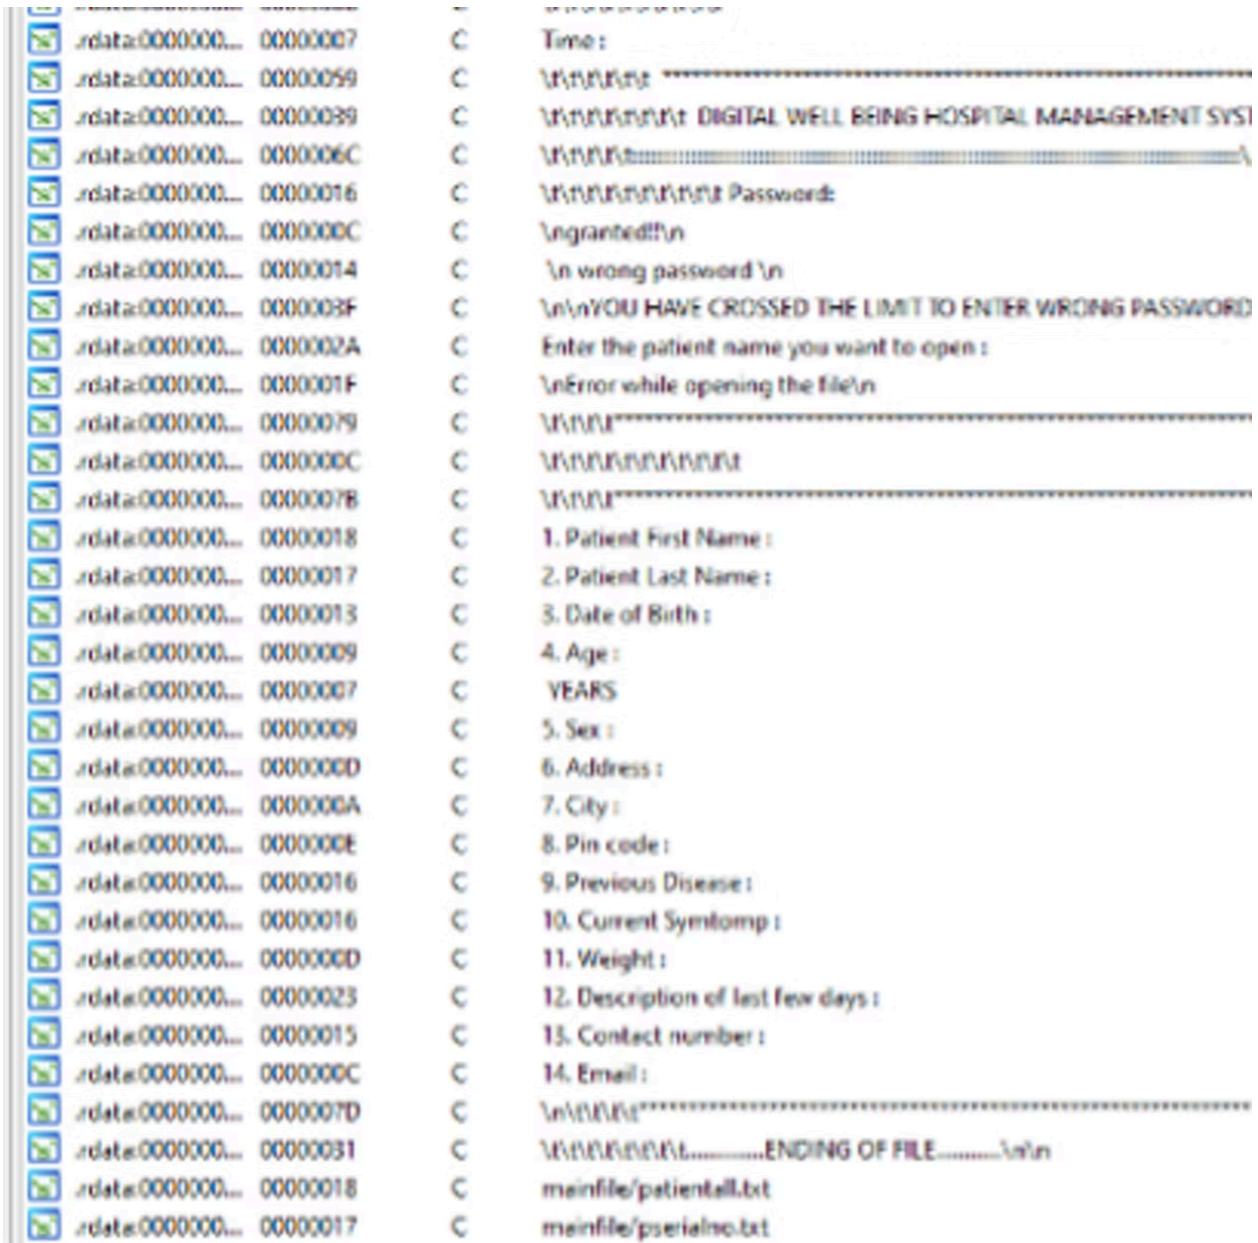 .rdata:0000000... 00000007 C Time :
.rdata:0000000... 00000059 C \t\t\t\t\t\t ************************************************************************
.rdata:0000000... 00000039 C \t\t\t\t\t\t\t\t DIGITAL WELL BEING HOSPITAL MANAGEMENT SYST
.rdata:0000000... 0000006C C \t\t\t\t\t::::::::::::::::::::::::::::::::::::::::::::::::::::::::::::::::::::::::::::::::::::::::::::::::::::\
.rdata:0000000... 00000016 C \t\t\t\t\t\t\t\t\t\t Password:
.rdata:0000000... 0000000C C \ngranted!!\n
.rdata:0000000... 00000014 C \n wrong password \n
.rdata:0000000... 0000003F C \n\nYOU HAVE CROSSED THE LIMIT TO ENTER WRONG PASSWORD
.rdata:0000000... 0000002A C Enter the patient name you want to open :
.rdata:0000000... 0000001F C \nError while opening the file\n
.rdata:0000000... 00000079 C \t\t\t\t************************************************************************
.rdata:0000000... 0000000C C \t\t\t\t\t\t\t\t\t\t\t
.rdata:0000000... 0000007B C \t\t\t\t************************************************************************
.rdata:0000000... 00000018 C 1. Patient First Name :
.rdata:0000000... 00000017 C 2. Patient Last Name :
.rdata:0000000... 00000013 C 3. Date of Birth :
.rdata:0000000... 00000009 C 4. Age :
.rdata:0000000... 00000007 C YEARS
.rdata:0000000... 00000009 C 5. Sex :
.rdata:0000000... 0000000D C 6. Address :
.rdata:0000000... 0000000A C 7. City :
.rdata:0000000... 0000000E C 8. Pin code :
.rdata:0000000... 00000016 C 9. Previous Disease :
.rdata:0000000... 00000016 C 10. Current Symtomp :
.rdata:0000000... 0000000D C 11. Weight :
.rdata:0000000... 00000023 C 12. Description of last few days :
.rdata:0000000... 00000015 C 13. Contact number :
.rdata:0000000... 0000000C C 14. Email :
.rdata:0000000... 0000007D C \n\t\t\t\t************************************************************************
.rdata:0000000... 00000031 C \t\t\t\t\t\t\t\t............ENDING OF FILE..........\n\n
.rdata:0000000... 00000018 C mainfile/patientall.txt
.rdata:0000000... 00000017 C mainfile/pserialno.txt